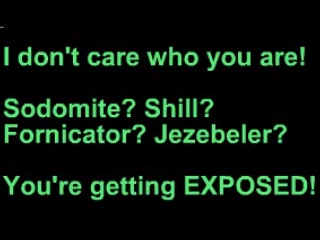 I don't care who you are!
Sodomite? Shill?
Fornicator? Jezebeler?
You're getting EXPOSED!